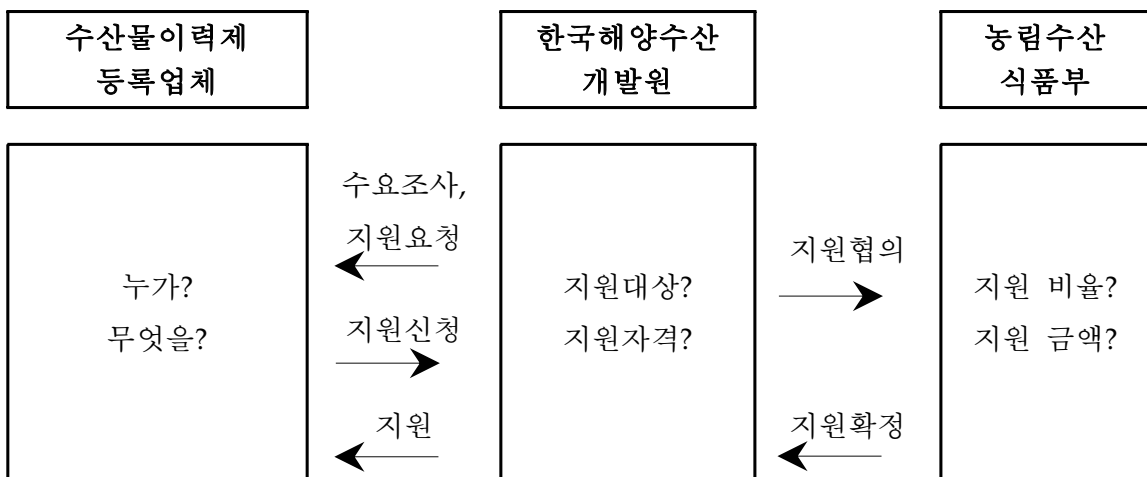 수산물이력제
등록업체
한국해양수산
개발원
농림수산
식품부
누가?
무엇을?
수요조사,
지원요청
지원신청
지원
지원대상?
지원자격?
지원협의
지원확정
지원 비율?
지원 금액?